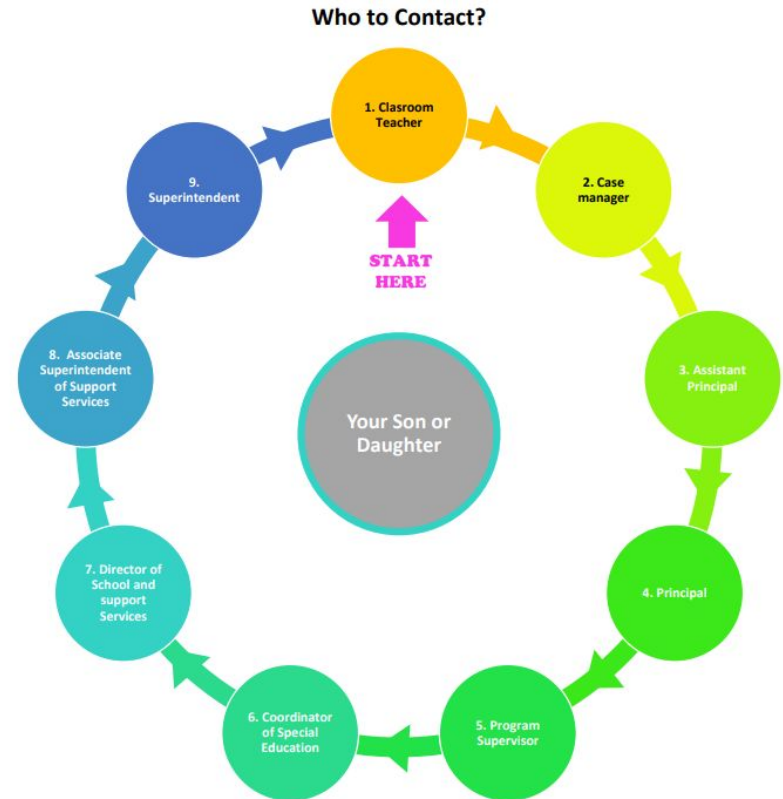 Who to Contact?
1. Clasroom
Teacher
2. Case
manager
3. Assistant
Principal
4. Principal
5. Program
Supervisor
6. Coordinator
of Special
Education
7. Director of
School and
support
Services
8. Associate
Superintendent
of Support
Services
9.
Superintendent
START
HERE
Your Son or
Daughter